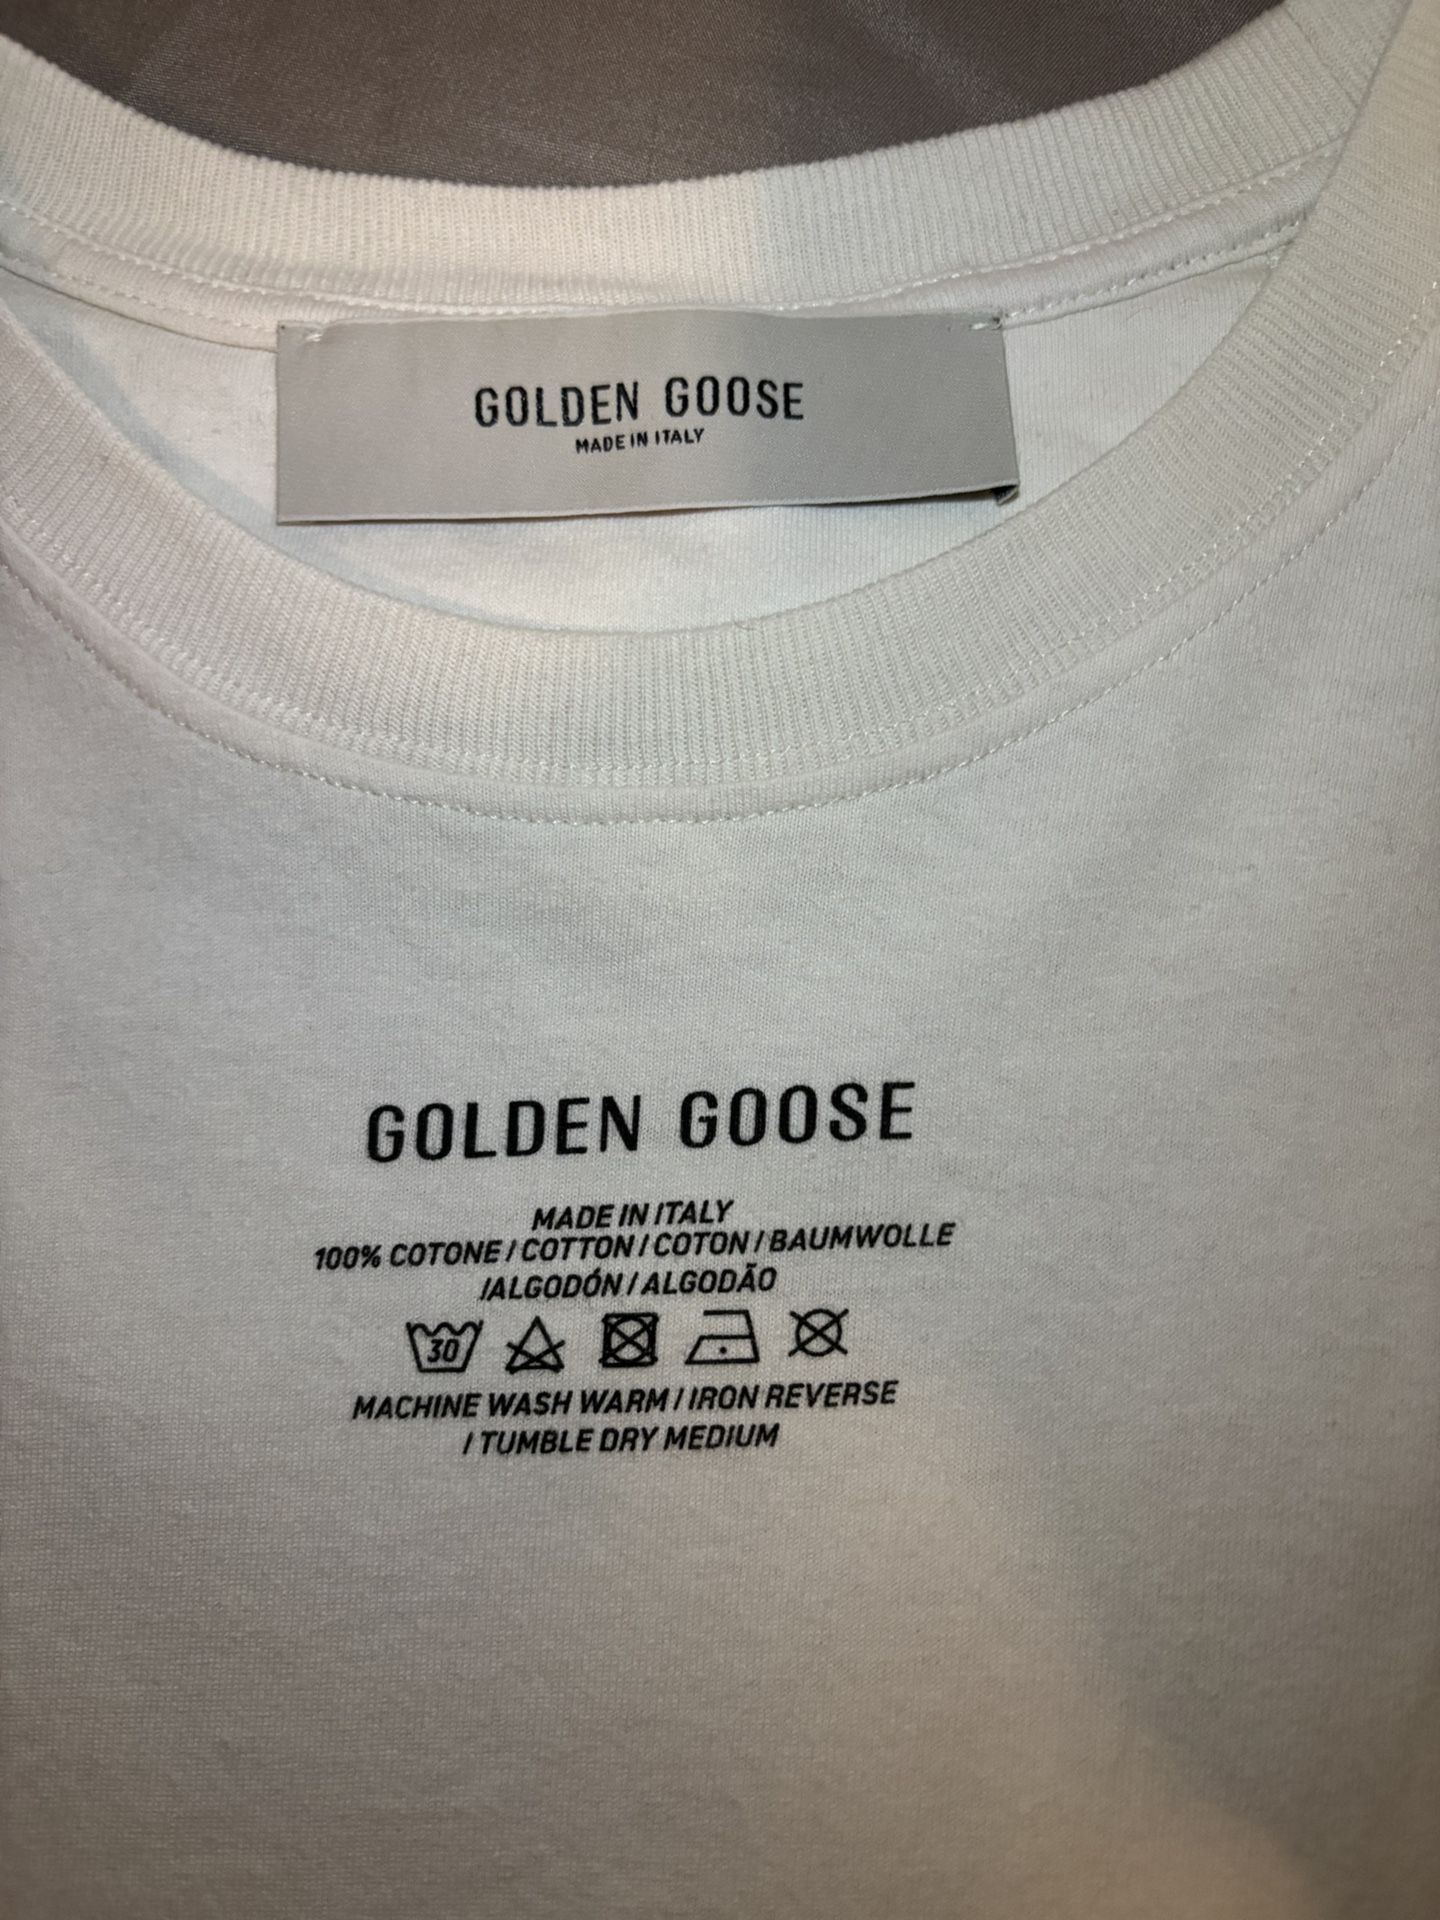 GOLDEN GOOSE
MADE IN ITALY
GOLDEN GOOSE
MADE IN ITALY
100% COTONE / COTTON / COTON / BAUMWOLLE
/ALGODÓN / ALGODÃO
30
MACHINE WASH WARM / IRON REVERSE
/ TUMBLE DRY MEDIUM